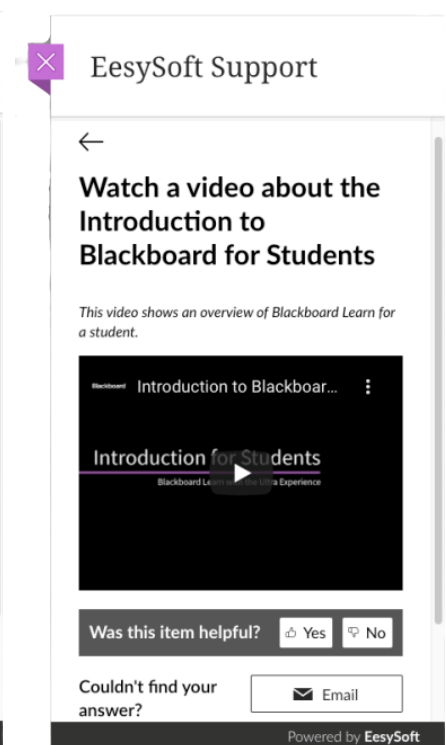 EesySoft Support
Watch a video about the
Introduction to
Blackboard for Students
This video shows an overview of Blackboard Learn for
a student.
Blackboard Introduction to Blackboar...
Introduction for Students
Blackboard Learn with the Ultra Experience
Was this item helpful? Yes No
Couldn't find your
answer?
Email
Powered by EesySoft